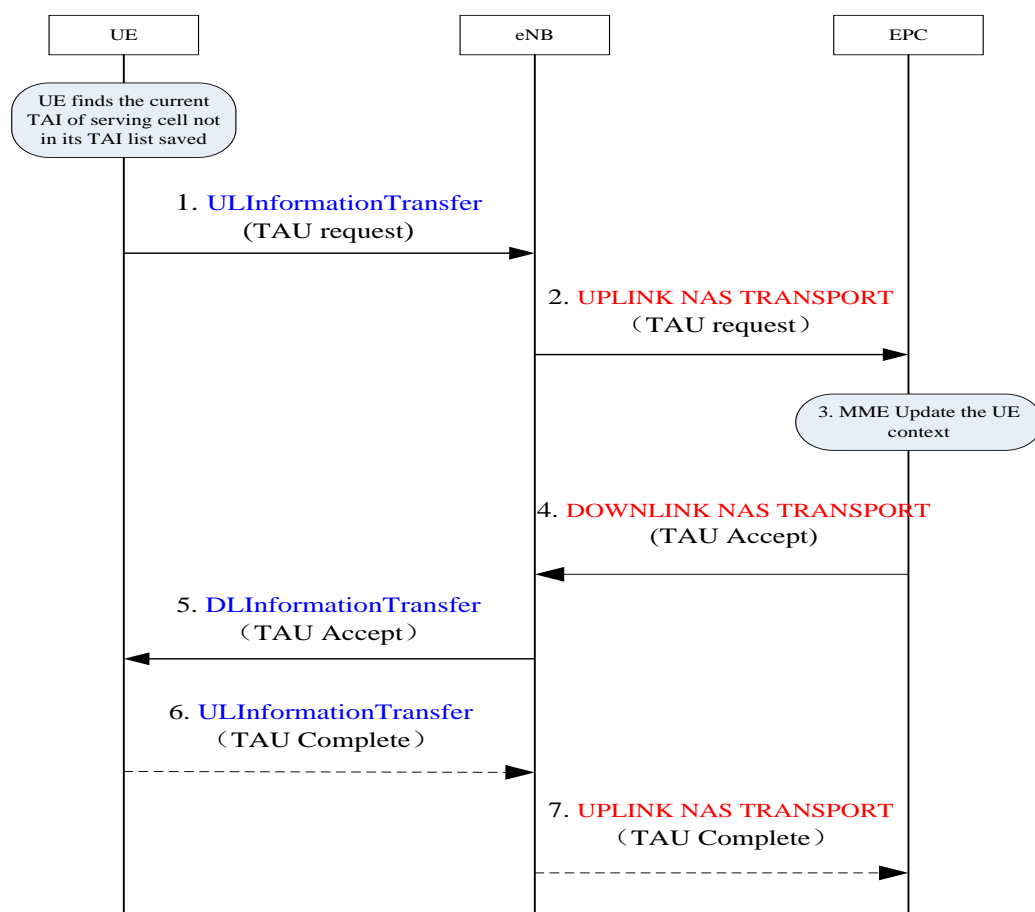 UE
eNB
EPC
UE finds the current
TAI of serving cell not
in its TAI list saved
1. ULInformationTransfer
(TAU request)
2. UPLINK NAS TRANSPORT
（TAU request）
3. MME Update the UE
context
4. DOWNLINK NAS TRANSPORT
(TAU Accept)
5. DLInformationTransfer
（TAU Accept）
6. ULInformationTransfer
（TAU Complete）
7. UPLINK NAS TRANSPORT
（TAU Complete）